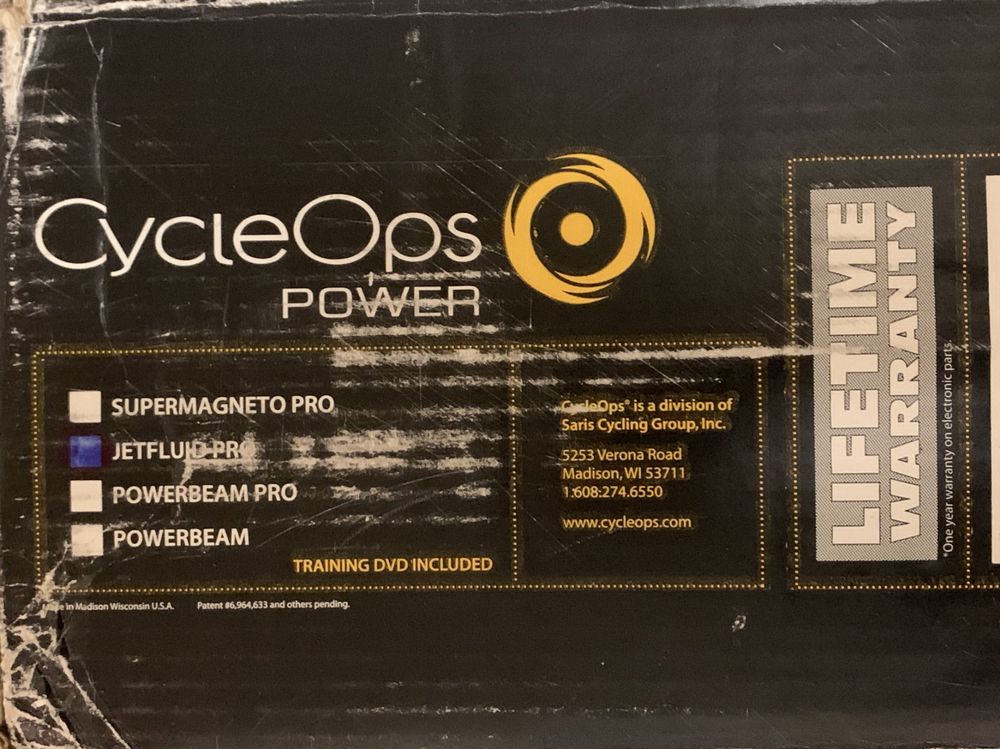 CycleOps
POWER
SUPERMAGNETO PRO
JETFLUID PRO
POWERBEAM PRO
POWERBEAM
TRAINING DVD INCLUDED
CycleOps® is a division of
Saris Cycling Group, Inc.
5253 Verona Road
Madison, WI 53711
1:608:274.6550
www.cycleops.com
LIFETIME
WARRANTY
*One year warranty on electronic parts.
Made in Madison Wisconsin U.S.A. Patent #6,964,633 and others pending.